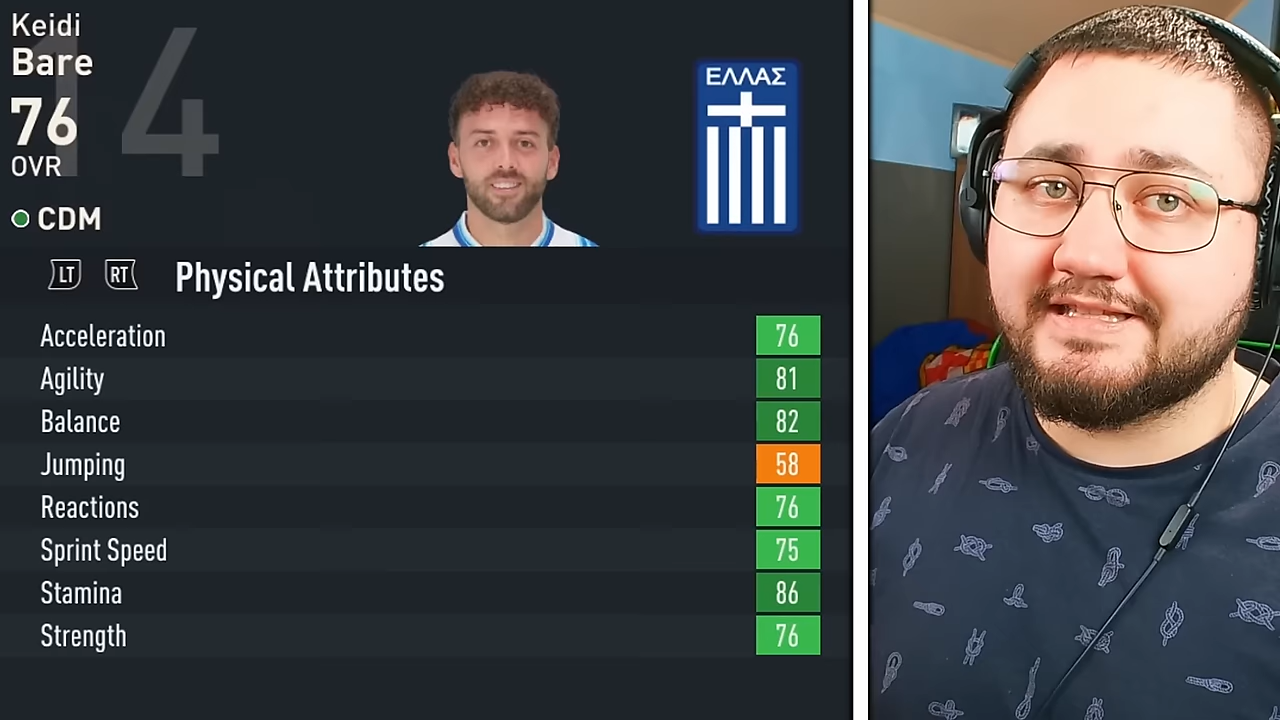 14
Keidi
Bare
76
OVR
CDM
ΕΛΛΑΣ
LT RT Physical Attributes
Acceleration 76
Agility 81
Balance 82
Jumping 58
Reactions 76
Sprint Speed 75
Stamina 86
Strength 76